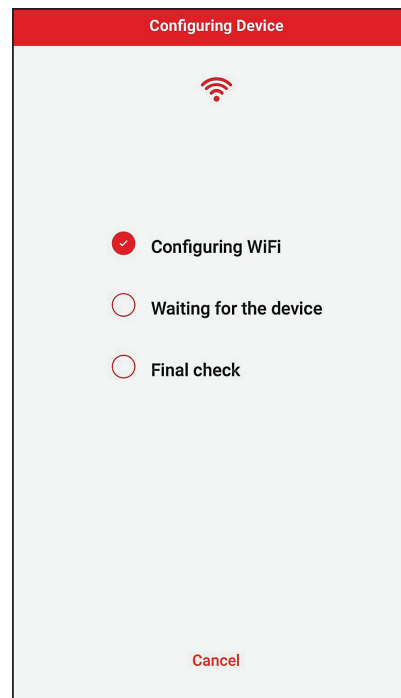 Configuring Device
Configuring WiFi
Waiting for the device
Final check
Cancel